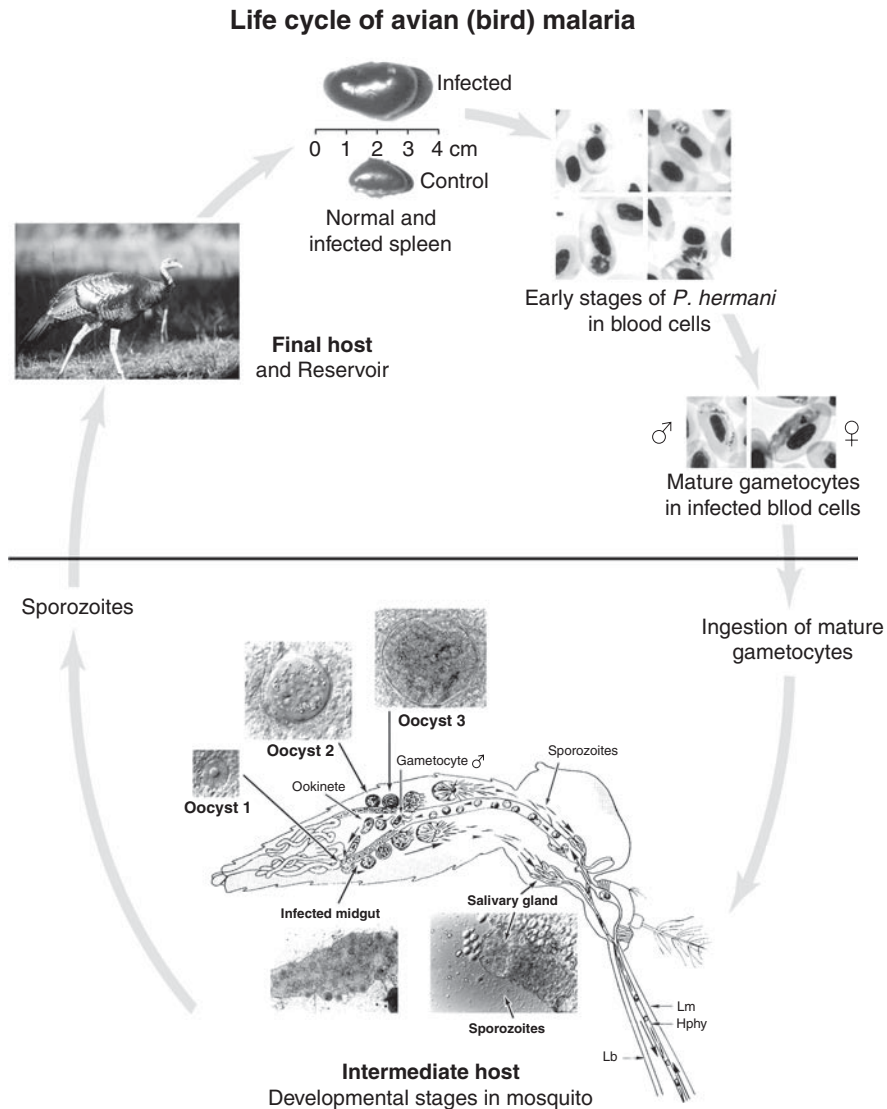 Life cycle of avian (bird) malaria
Infected
0 1 2 3 4 cm
Control
Normal and
infected spleen
Early stages of P. hermani
in blood cells
Final host
and Reservoir
♂ ♀
Mature gametocytes
in infected bllod cells
Sporozoites
Ingestion of mature
gametocytes
Oocyst 3
Oocyst 2
Oocyst 1
Gametocyte ♂
Sporozoites
Ookinete
Infected midgut
Salivary gland
Sporozoites
Lm
Hphy
Lb
Intermediate host
Developmental stages in mosquito